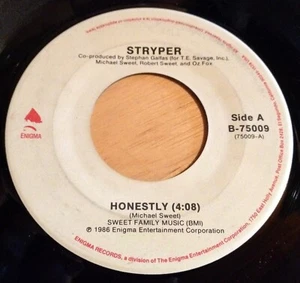 STRYPER
Co-produced by Stephan Galfas (for T.E. Savage, Inc.),
Michael Sweet, Robert Sweet, and Oz Fox
ENIGMA
Side A
B-75009
(75009-A)
HONESTLY (4:08)
(Michael Sweet)
SWEET FAMILY MUSIC (BMI)
℗ 1986 Enigma Entertainment Corporation
ENIGMA RECORDS, a division of The Enigma Entertainment Corporation,